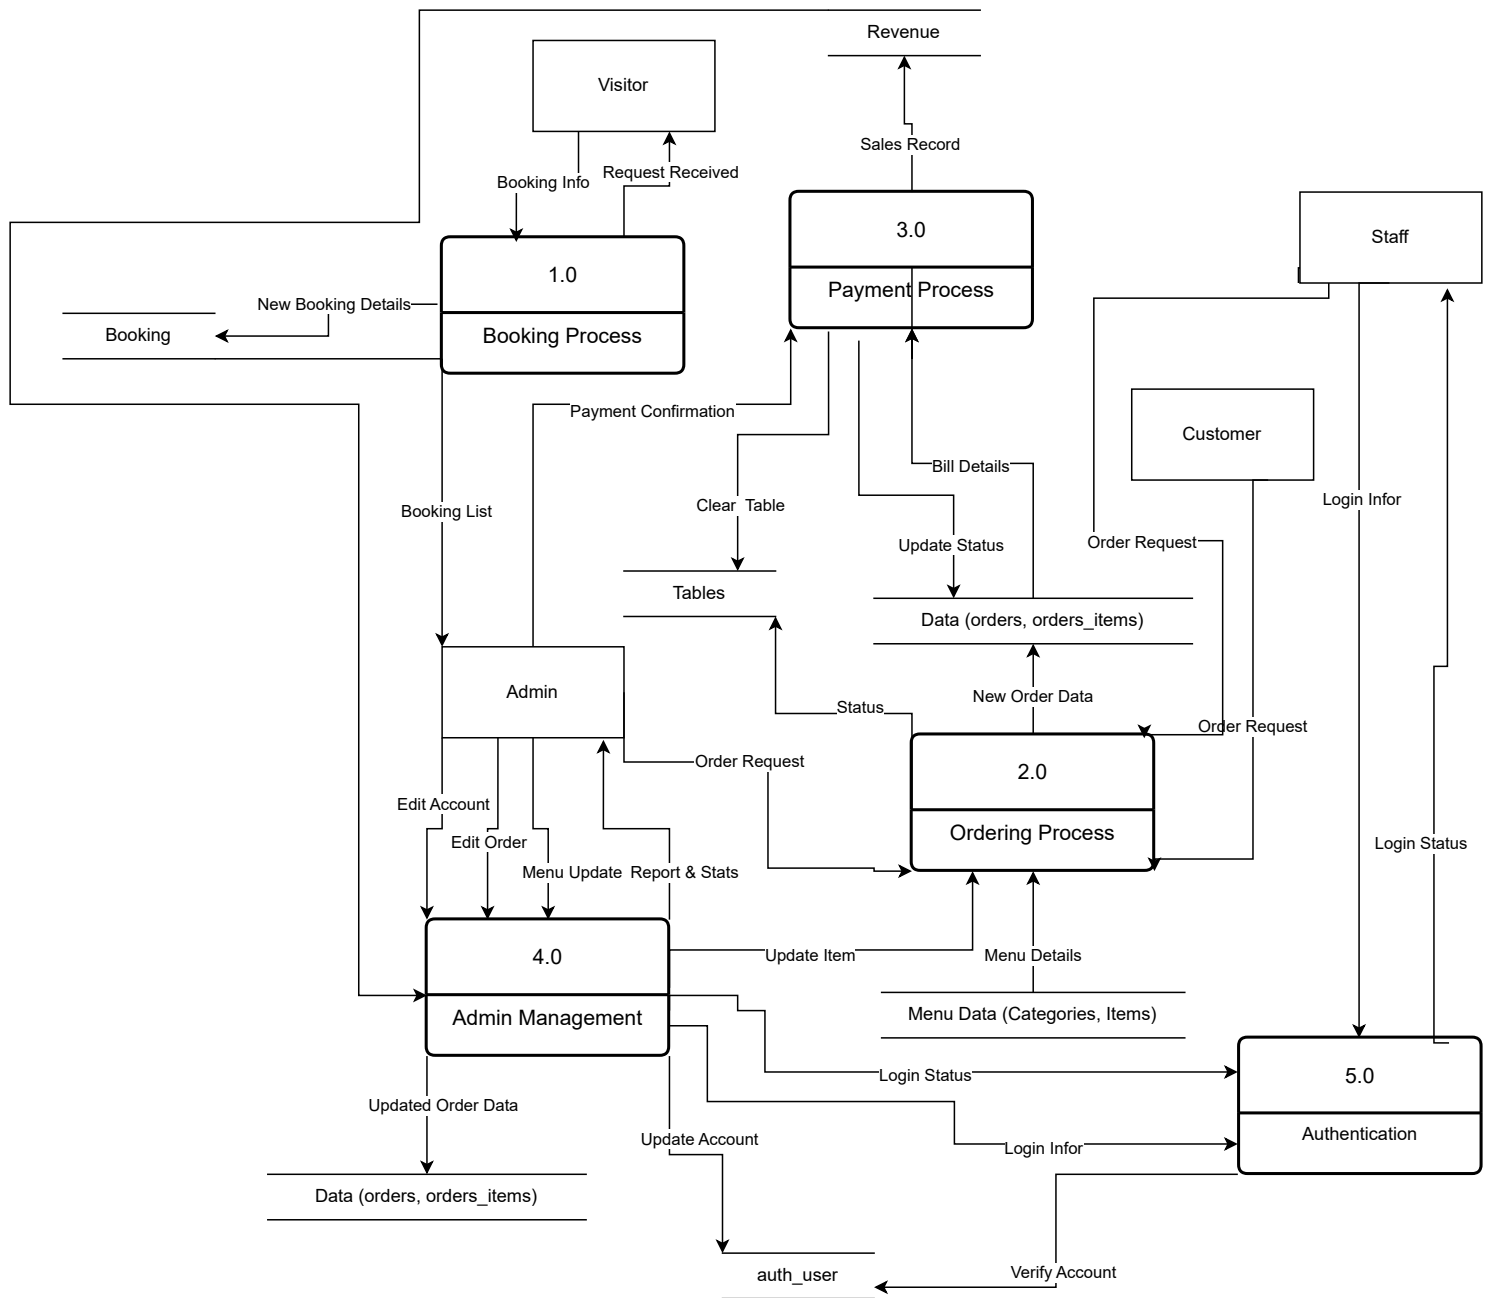 Revenue
Visitor
Sales Record
Request Received
Booking Info
3.0
Staff
1.0
Payment Process
New Booking Details
Booking
Booking Process
Payment Confirmation
Customer
Bill Details
Login Infor
Clear  Table
Booking List
Order Request
Update Status
Tables
Data (orders, orders_items)
Admin
New Order Data
Status
Order Request
Order Request
2.0
Edit Account
Ordering Process
Edit Order
Login Status
Menu Update
Report & Stats
4.0
Update Item
Menu Details
Admin Management
Menu Data (Categories, Items)
Login Status
5.0
Updated Order Data
Authentication
Update Account
Login Infor
Data (orders, orders_items)
auth_user
Verify Account